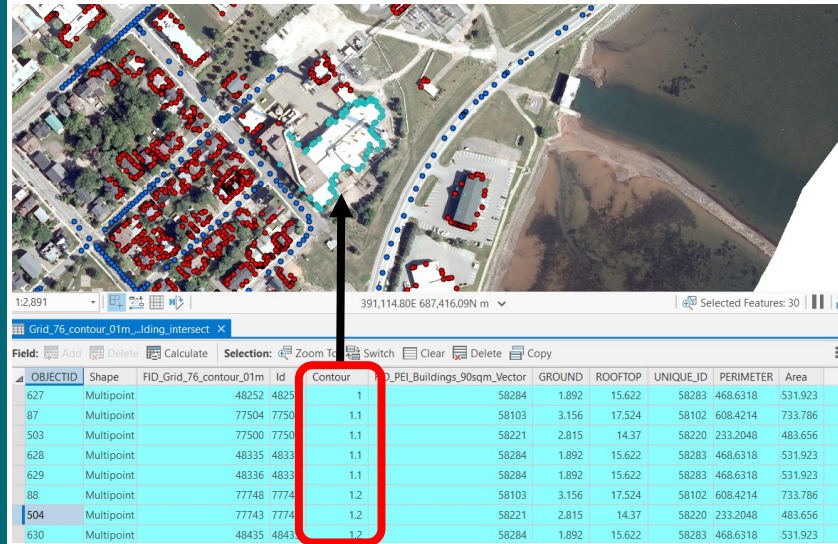 1:2,891
391,114.80E 687,416.09N m
Selected Features: 30
Grid_76_contour_01m_...lding_intersect
Field: Add Delete Calculate Selection: Zoom To Switch Clear Delete Copy
OBJECTID Shape FID_Grid_76_contour_01m Id Contour PEI_Buildings_90sqm_Vector GROUND ROOFTOP UNIQUE_ID PERIMETER Area
627 Multipoint 48252 4825 1 58284 1.892 15.622 58283 468.6318 531.923
87 Multipoint 77504 7750 1.1 58103 3.156 17.524 58102 608.4214 733.786
503 Multipoint 77500 7750 1.1 58221 2.815 14.37 58220 233.2048 483.656
628 Multipoint 48335 4833 1.1 58284 1.892 15.622 58283 468.6318 531.923
629 Multipoint 48336 4833 1.1 58284 1.892 15.622 58283 468.6318 531.923
88 Multipoint 77748 7774 1.2 58103 3.156 17.524 58102 608.4214 733.786
504 Multipoint 77743 7774 1.2 58221 2.815 14.37 58220 233.2048 483.656
630 Multipoint 48435 4843 1.2 58284 1.892 15.622 58283 468.6318 531.923